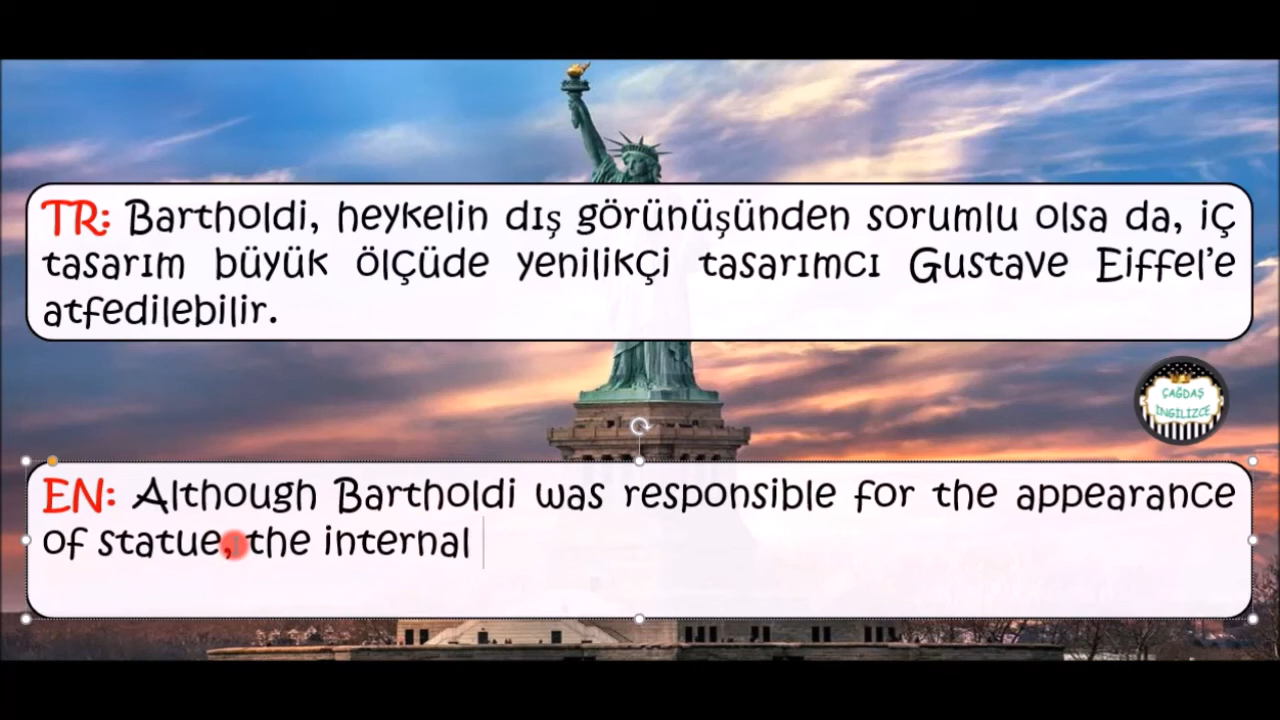 TR: Bartholdi, heykelin dış görünüşünden sorumlu olsa da, iç
tasarım büyük ölçüde yenilikçi tasarımcı Gustave Eiffel’e
atfedilebilir.
ÇAĞDAŞ
İNGİLİZCE
EN: Although Bartholdi was responsible for the appearance
of statue, the internal